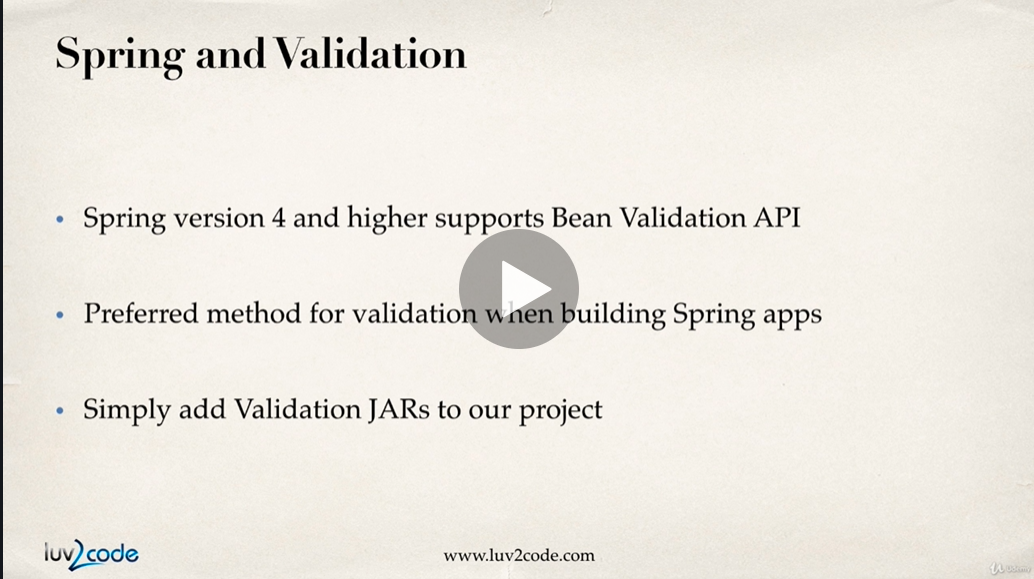 Spring and Validation
• Spring version 4 and higher supports Bean Validation API
• Preferred method for validation when building Spring apps
• Simply add Validation JARs to our project
luv2code
www.luv2code.com
Udemy